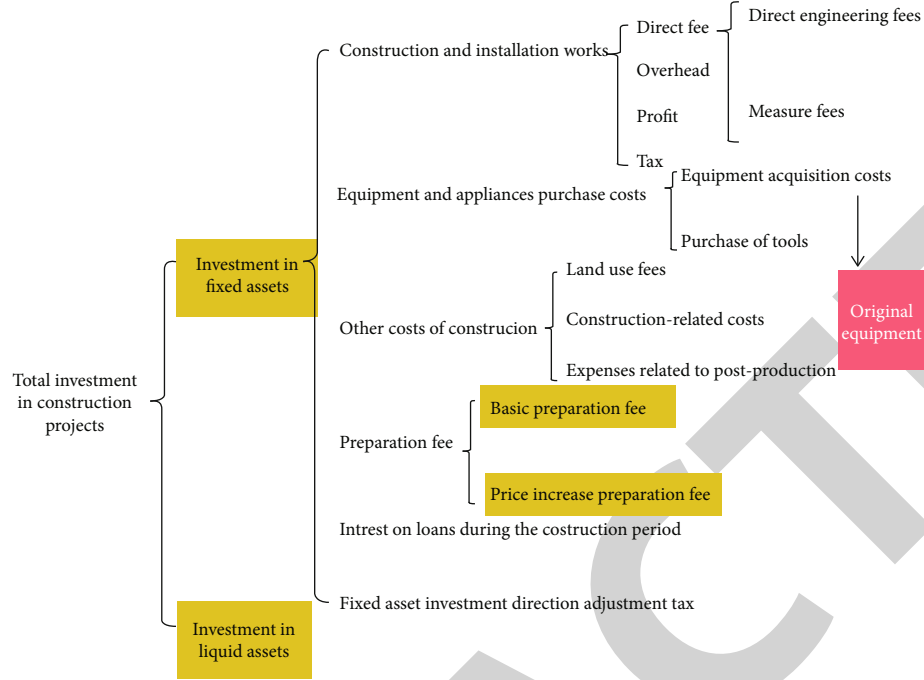 Total investment
in construction
projects
Investment in
fixed assets
Construction and installation works
Direct fee
Direct engineering fees
Measure fees
Overhead
Profit
Tax
Equipment and appliances purchase costs
Equipment acquisition costs
Purchase of tools
Original
equipment
Other costs of construcion
Land use fees
Construction-related costs
Expenses related to post-production
Preparation fee
Basic preparation fee
Price increase preparation fee
Intrest on loans during the costruction period
Fixed asset investment direction adjustment tax
Investment in
liquid assets